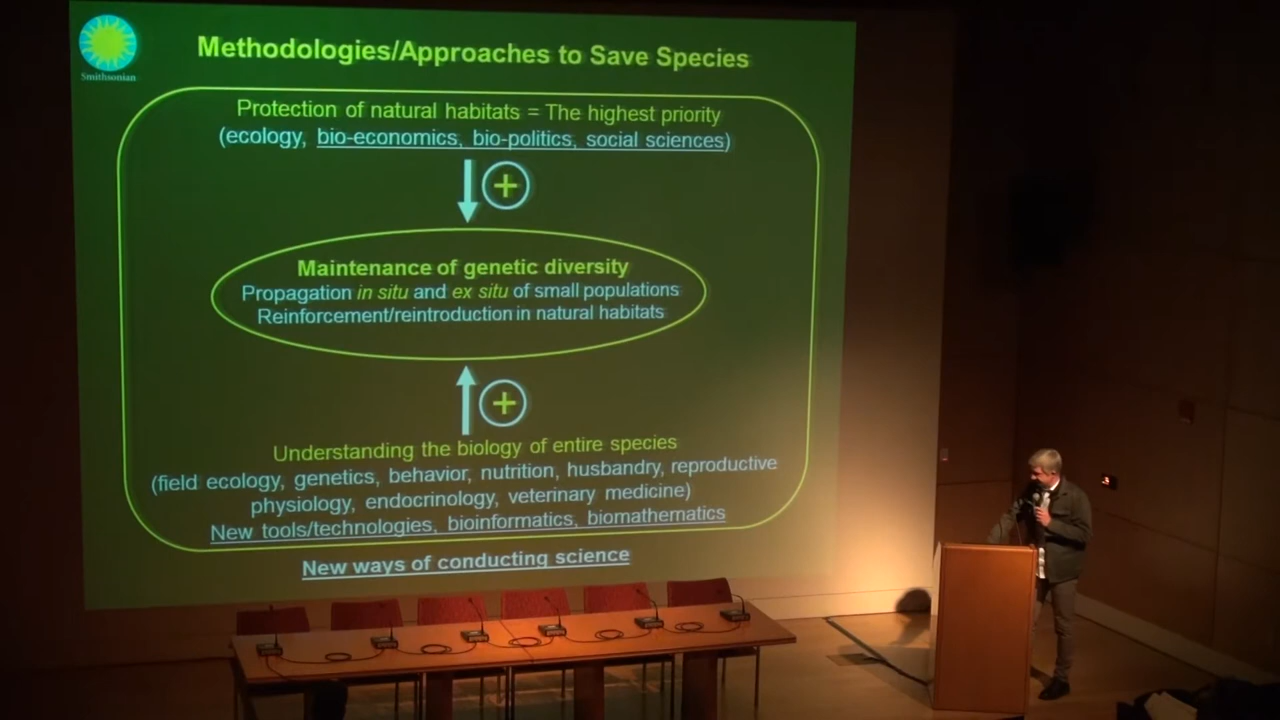 Smithsonian
Methodologies/Approaches to Save Species
Protection of natural habitats = The highest priority
(ecology, bio-economics, bio-politics, social sciences)
+
Maintenance of genetic diversity
Propagation in situ and ex situ of small populations
Reinforcement/reintroduction in natural habitats
+
Understanding the biology of entire species
(field ecology, genetics, behavior, nutrition, husbandry, reproductive
physiology, endocrinology, veterinary medicine)
New tools/technologies, bioinformatics, biomathematics
New ways of conducting science